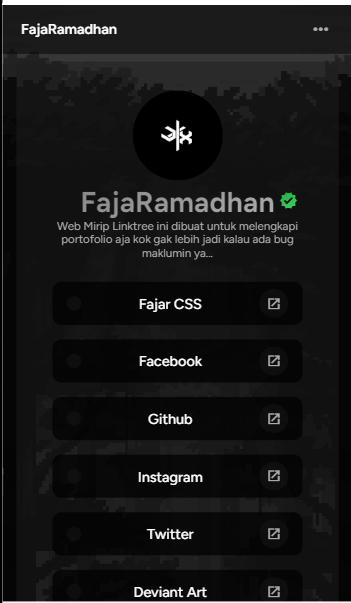 FajaRamadhan
FajaRamadhan
Web Mirip Linktree ini dibuat untuk melengkapi
portofolio aja kok gak lebih jadi kalau ada bug
maklumin ya...
Fajar CSS
Facebook
Github
Instagram
Twitter
Deviant Art